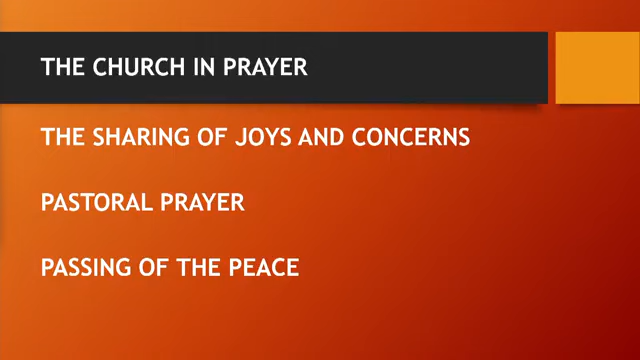 THE CHURCH IN PRAYER
THE SHARING OF JOYS AND CONCERNS
PASTORAL PRAYER
PASSING OF THE PEACE